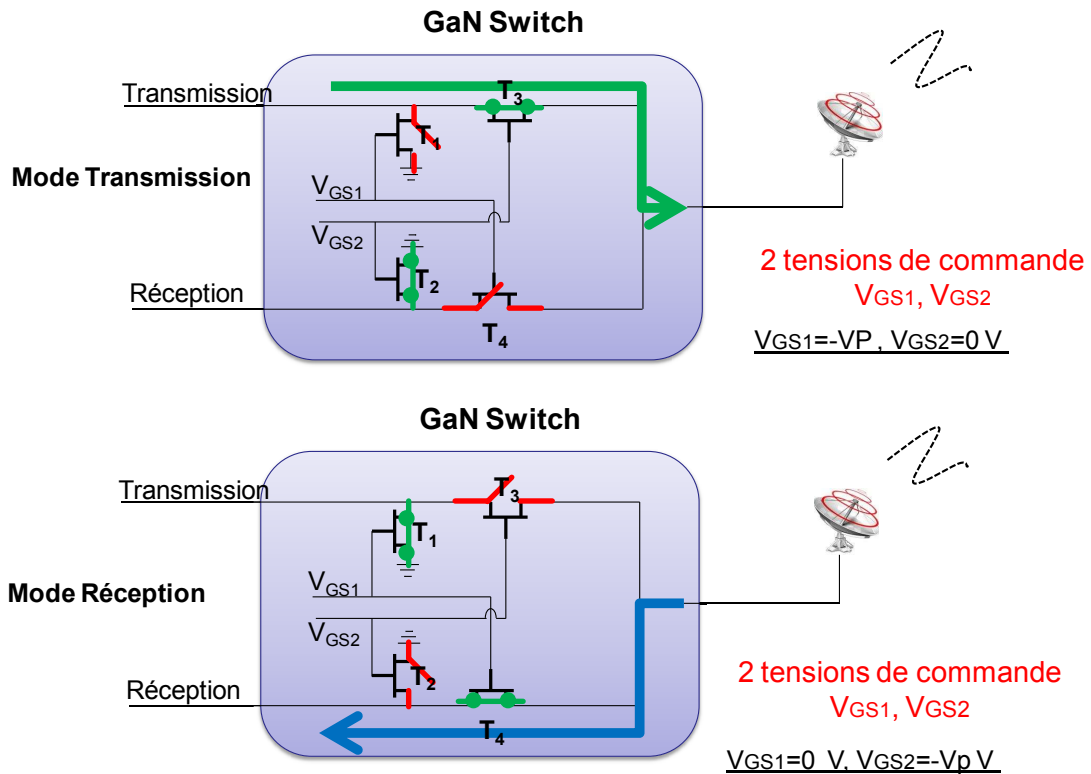 GaN Switch
Transmission
T3
T1
Mode Transmission
VGS1
VGS2
T2
Réception
T4
2 tensions de commande
VGS1, VGS2
VGS1=-VP , VGS2=0 V
GaN Switch
Transmission
T3
T1
Mode Réception
VGS1
VGS2
T2
Réception
T4
2 tensions de commande
VGS1, VGS2
VGS1=0 V, VGS2=-Vp V